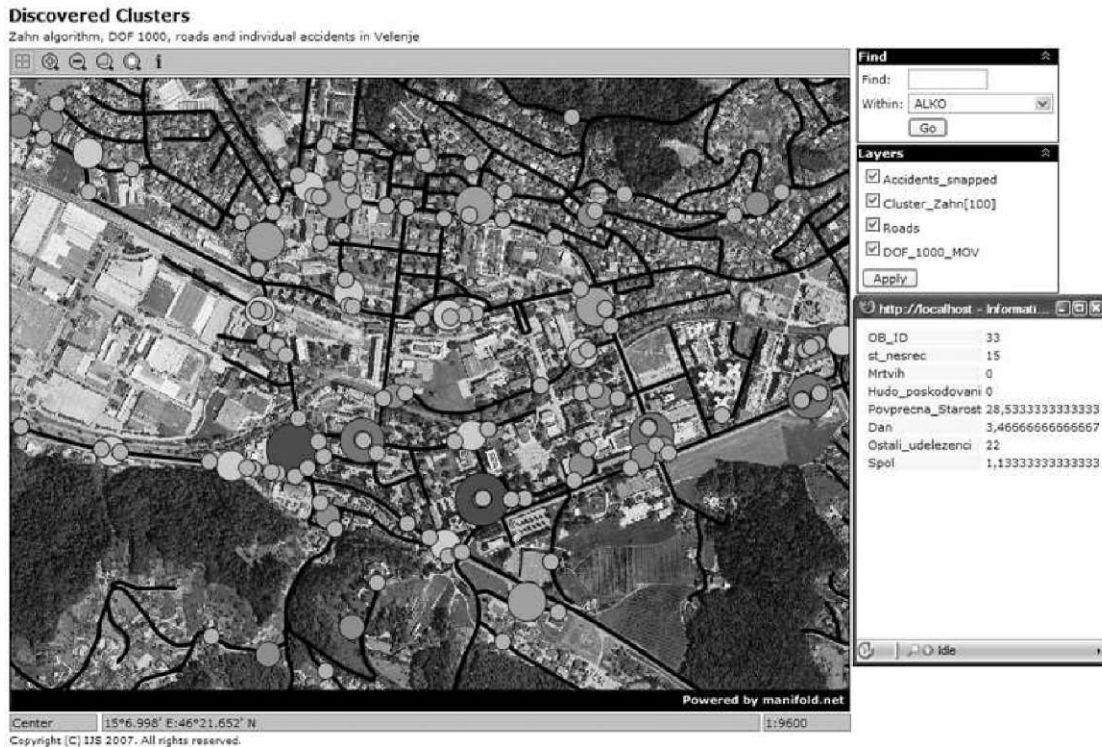 Discovered Clusters
Zahn algorithm, DOF 1000, roads and individual accidents in Velenje
i
Find
Find:
Within: ALKO
Go
Layers
Accidents_snapped
Cluster_Zahn[100]
Roads
DOF_1000_MOV
Apply
http://localhost - Informati...
OB_ID 33
st_nesrec 15
Mrtvih 0
Hudo_poskodovani 0
Povprecna_Starost 28,5333333333333
Dan 3,46666666666667
Ostali_udelezenci 22
Spol 1,13333333333333
Idle
Powered by manifold.net
Center 15°6.998' E:46°21.652' N 1:9600
Copyright (C) IJS 2007. All rights reserved.